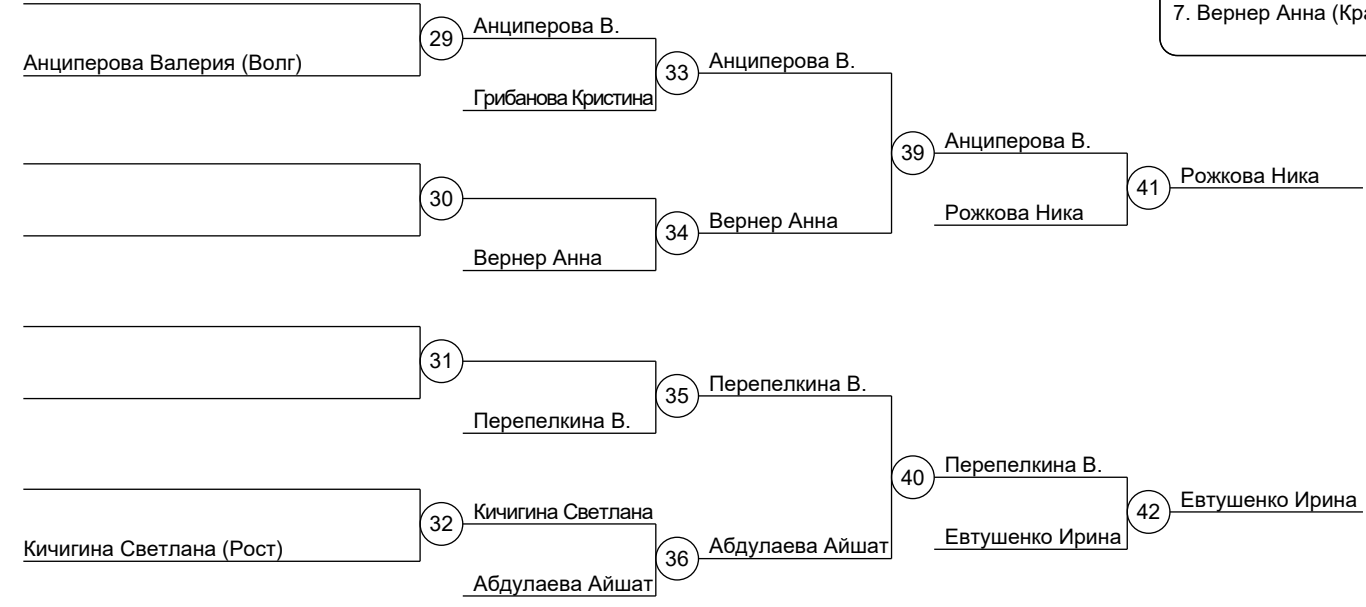 7. Вернер Анна (Кра
29
Анциперова В.
Анциперова Валерия (Волг)
33
Анциперова В.
Грибанова Кристина
39
Анциперова В.
41
Рожкова Ника
30
34
Вернер Анна
Рожкова Ника
Вернер Анна
31
35
Перепелкина В.
Перепелкина В.
40
Перепелкина В.
42
Евтушенко Ирина
32
Кичигина Светлана
Кичигина Светлана (Рост)
36
Абдулаева Айшат
Евтушенко Ирина
Абдулаева Айшат